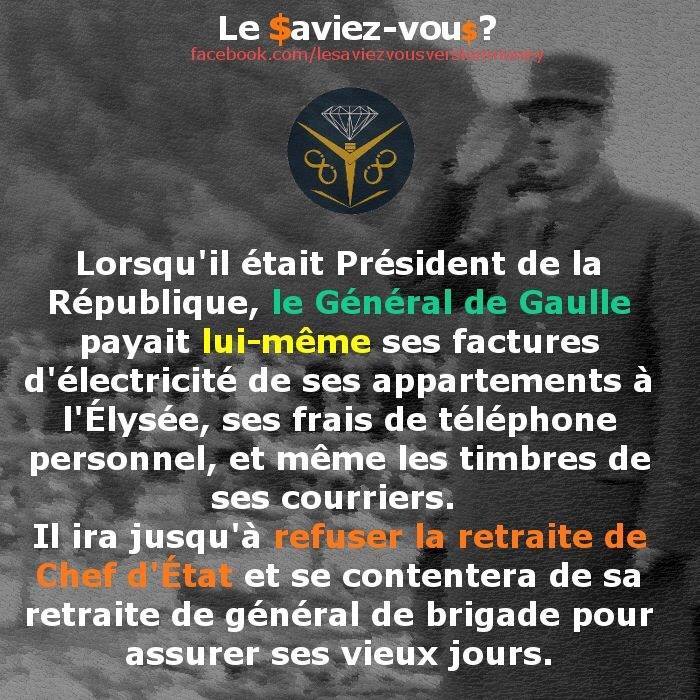 Le $aviez-vou$?
facebook.com/lesaviezvousversionmoney
Lorsqu'il était Président de la
République, le Général de Gaulle
payait lui-même ses factures
d'électricité de ses appartements à
l'Élysée, ses frais de téléphone
personnel, et même les timbres de
ses courriers.
Il ira jusqu'à refuser la retraite de
Chef d'État et se contentera de sa
retraite de général de brigade pour
assurer ses vieux jours.